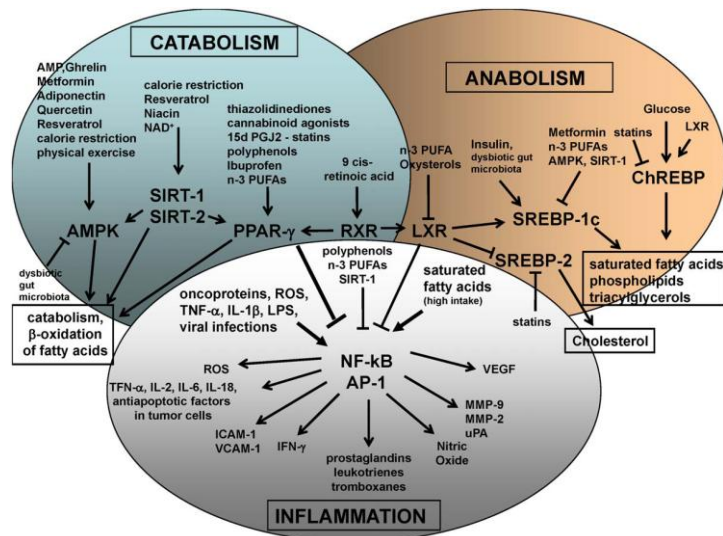 CATABOLISM
AMP,Ghrelin
Metformin
Adiponectin
Quercetin
Resveratrol
calorie restriction
physical exercise
calorie restriction
Resveratrol
Niacin
NAD+
thiazolidinediones
cannabinoid agonists
15d PGJ2 - statins
polyphenols
Ibuprofen
n-3 PUFAs
9 cis-
retinoic acid
SIRT-1
SIRT-2
AMPK
PPAR-γ
RXR
LXR
dysbiotic
gut
microbiota
catabolism,
β-oxidation
of fatty acids
ANABOLISM
n-3 PUFA
Oxysterols
Insulin,
dysbiotic gut
microbiota
Metformin
n-3 PUFAs
AMPK, SIRT-1
statins
Glucose
LXR
ChREBP
SREBP-1c
SREBP-2
statins
saturated fatty acids
phospholipids
triacylglycerols
Cholesterol
polyphenols
n-3 PUFAs
SIRT-1
oncoproteins, ROS,
TNF-α, IL-1β, LPS,
viral infections
saturated
fatty acids
(high intake)
NF-kB
AP-1
ROS
TFN-α, IL-2, IL-6, IL-18,
antiapoptotic factors
in tumor cells
ICAM-1
VCAM-1
IFN-γ
prostaglandins
leukotrienes
tromboxanes
Nitric
Oxide
MMP-9
MMP-2
uPA
VEGF
INFLAMMATION